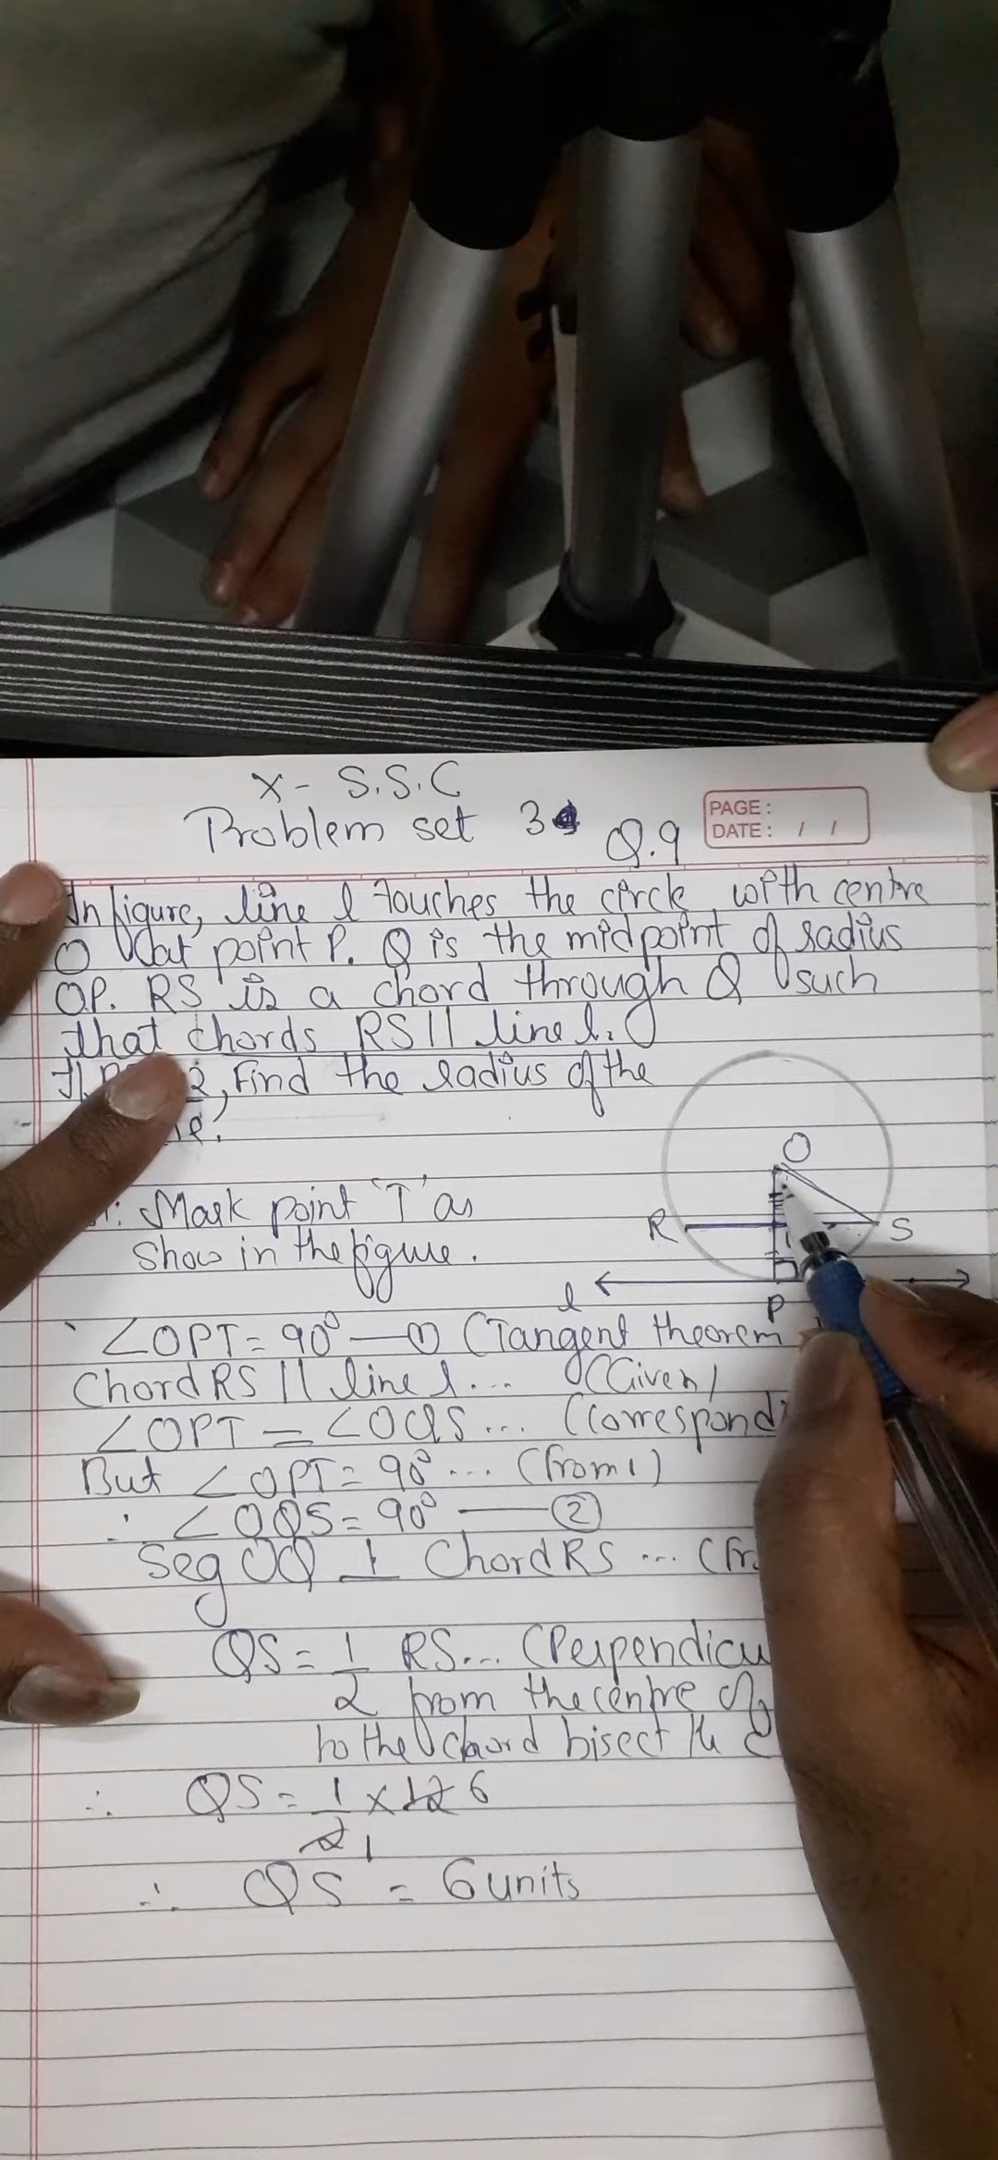 X- S.S.C
Problem set 3 Q.9
PAGE:
DATE: / /
In figure, line l touches the circle with centre
O at point P. Q is the midpoint of radius
OP. RS is a chord through Q such
that chords RS || line l.
If 2, Find the radius of the
Mark point 'T' as
Show in the figure.
O
R S
l
P
∠OPT = 90° — ① (Tangent theorem
Chord RS || line l... (Given)
∠OPT = ∠OQS... (Correspond
But ∠OPT = 90° ... (from 1)
∴ ∠OQS = 90° — ②
Seg OQ ⊥ Chord RS ...
QS = 1/2 RS... (Perpendicu
from the centre of
to the chord bisect the
∴ QS = 1/2 × 12 6
1
∴ QS = 6 units